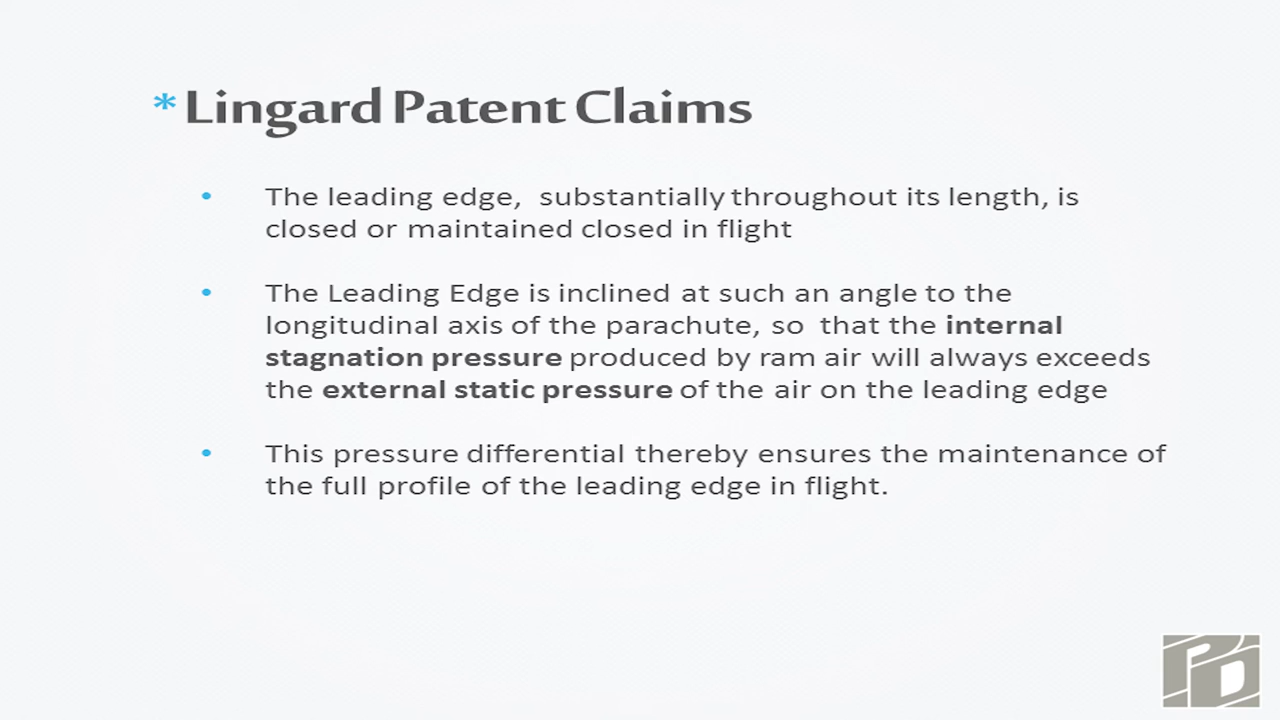 * Lingard Patent Claims
• The leading edge, substantially throughout its length, is
closed or maintained closed in flight
• The Leading Edge is inclined at such an angle to the
longitudinal axis of the parachute, so that the internal
stagnation pressure produced by ram air will always exceeds
the external static pressure of the air on the leading edge
• This pressure differential thereby ensures the maintenance of
the full profile of the leading edge in flight.
PD